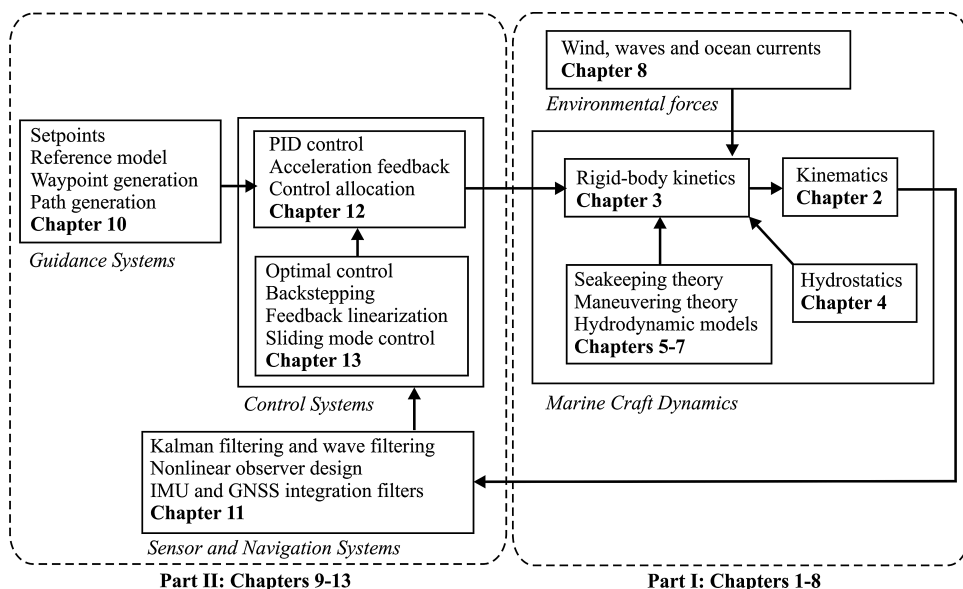 Setpoints
Reference model
Waypoint generation
Path generation
Chapter 10
Guidance Systems
PID control
Acceleration feedback
Control allocation
Chapter 12
Optimal control
Backstepping
Feedback linearization
Sliding mode control
Chapter 13
Control Systems
Kalman filtering and wave filtering
Nonlinear observer design
IMU and GNSS integration filters
Chapter 11
Sensor and Navigation Systems
Part II: Chapters 9-13
Wind, waves and ocean currents
Chapter 8
Environmental forces
Rigid-body kinetics
Chapter 3
Kinematics
Chapter 2
Seakeeping theory
Maneuvering theory
Hydrodynamic models
Chapters 5-7
Hydrostatics
Chapter 4
Marine Craft Dynamics
Part I: Chapters 1-8